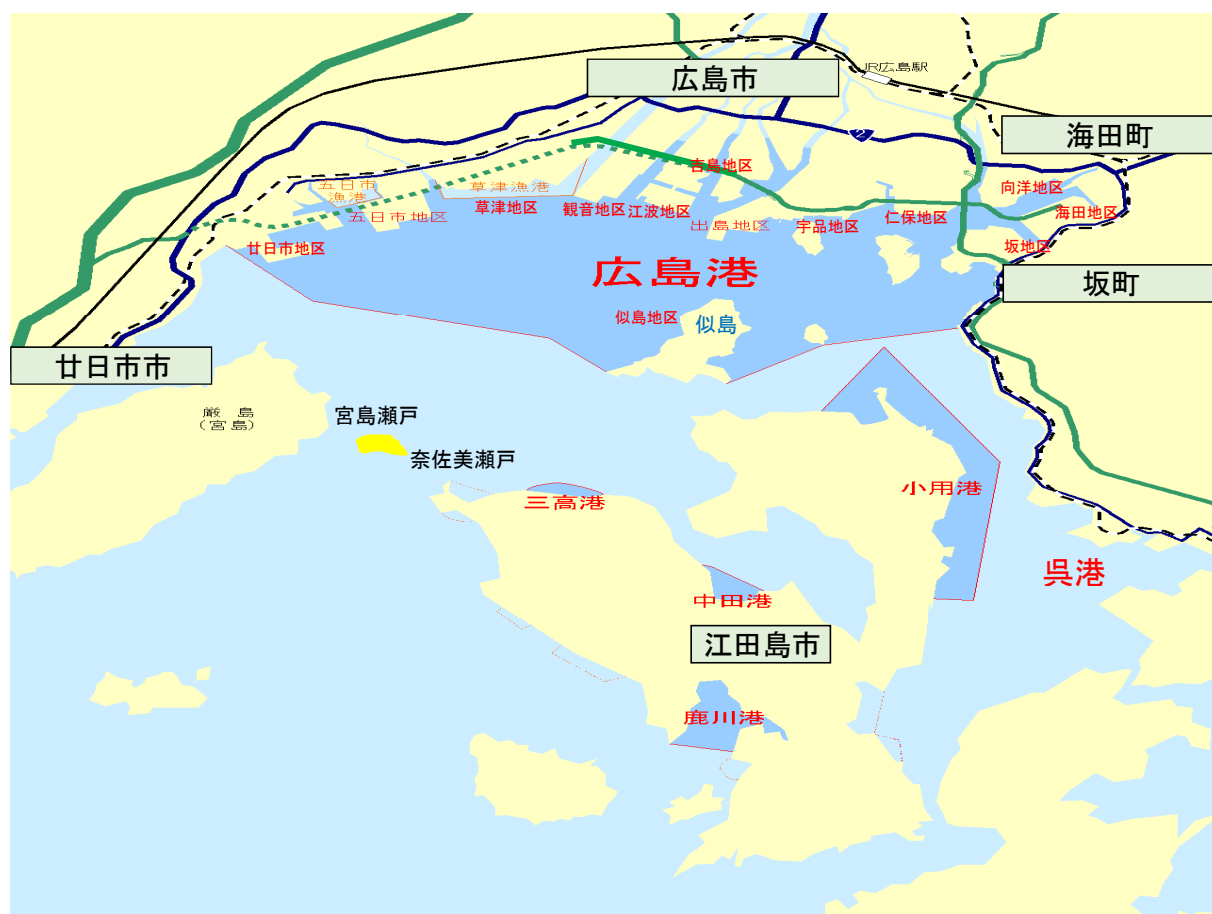 JR広島駅
広島市
海田町
2
吉島地区
五日市
漁港
草津漁港
向洋地区
五日市地区
草津地区
観音地区
江波地区
出島地区
宇品地区
仁保地区
海田地区
廿日市地区
坂地区
広島港
坂町
似島地区
似島
廿日市市
厳島
(宮島)
宮島瀬戸
奈佐美瀬戸
三高港
小用港
呉港
中田港
江田島市
鹿川港